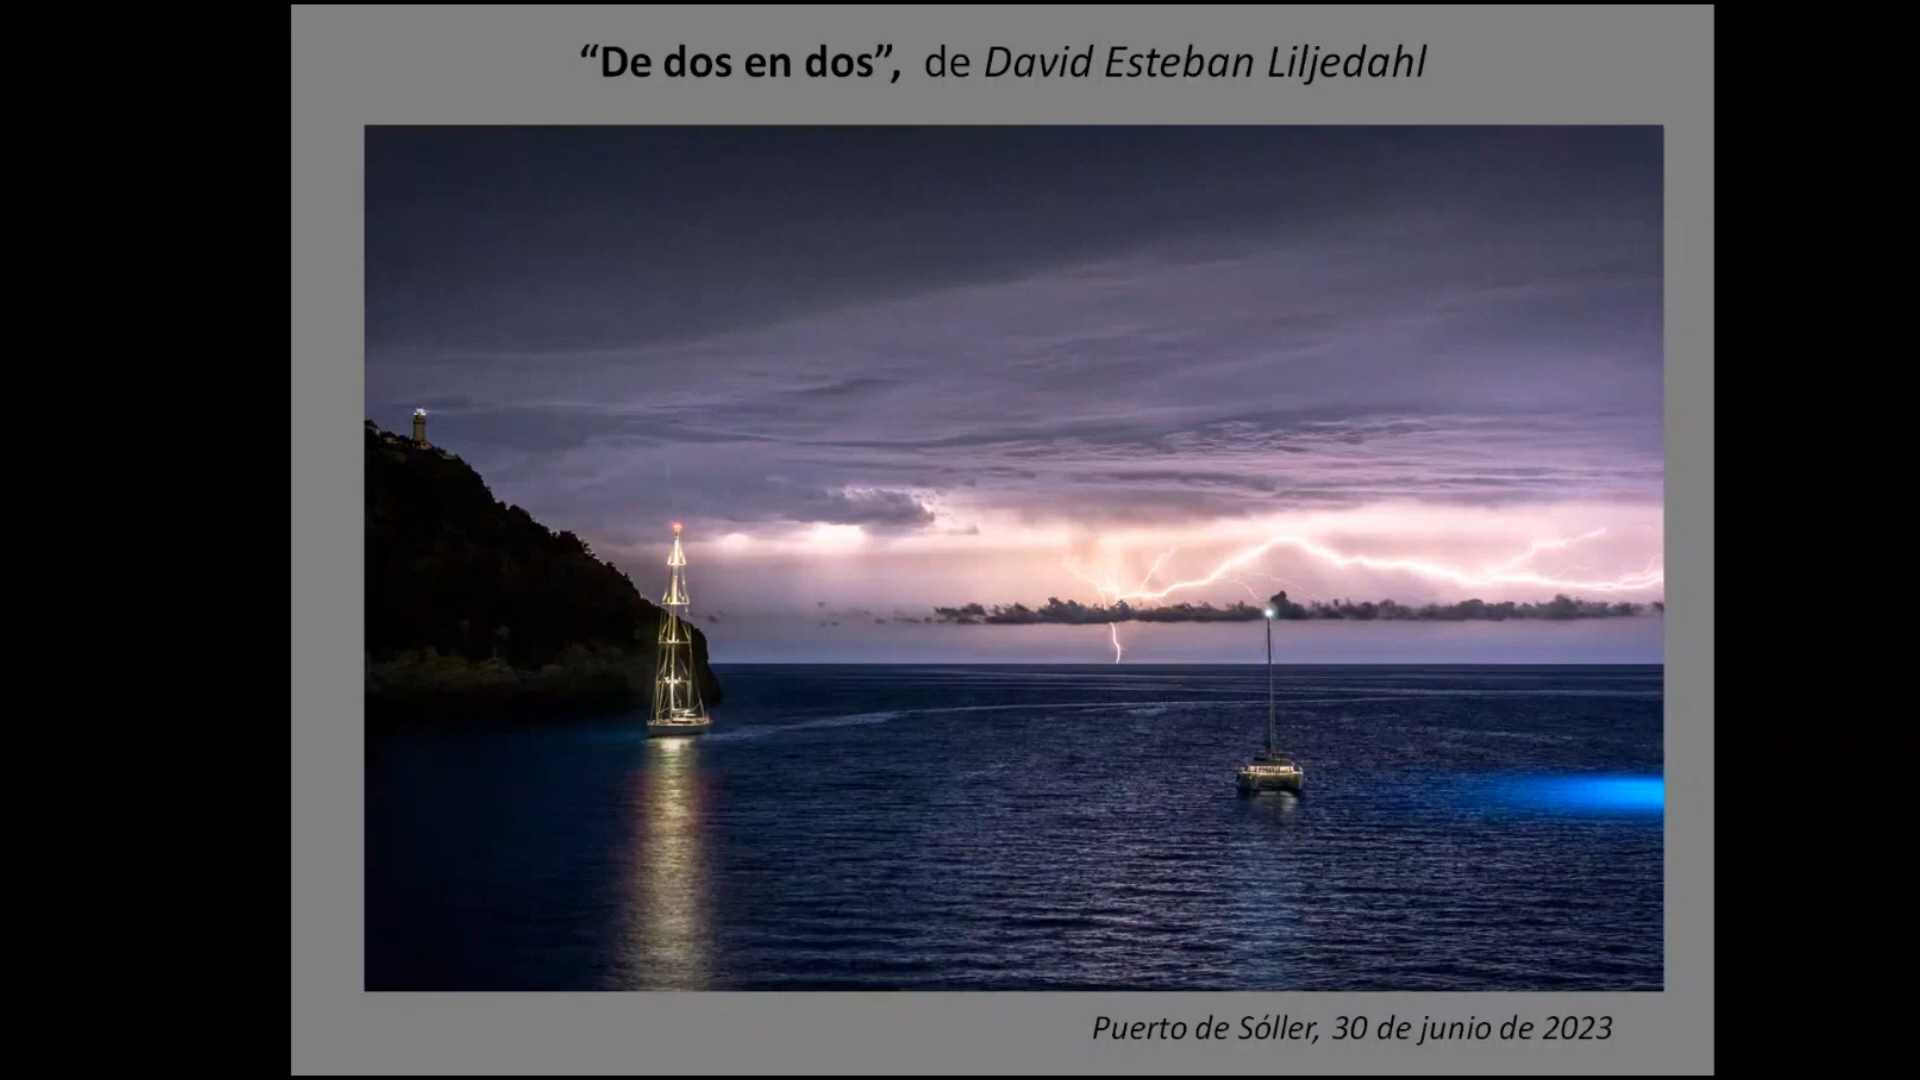 “De dos en dos”, de David Esteban Liljedahl
Puerto de Sóller, 30 de junio de 2023